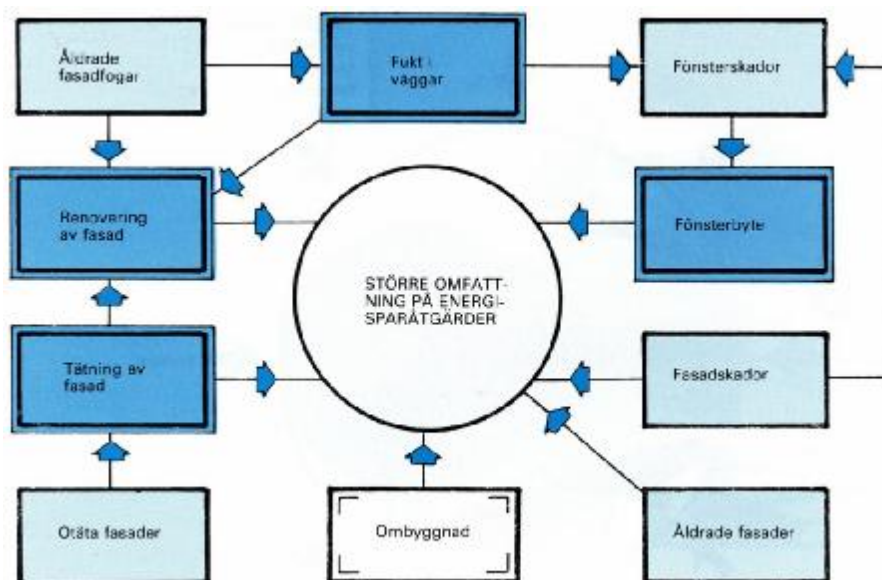 Åldrade
fasadfogar
Fukt i
väggar
Fönsterskador
Renovering
av fasad
Fönsterbyte
STÖRRE OMFATT-
NING PÅ ENERGI-
SPARÅTGÄRDER
Tätning av
fasad
Fasadskador
Otäta fasader
Ombyggnad
Åldrade fasader